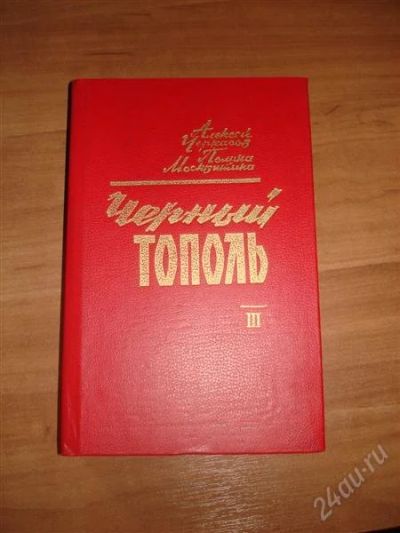 Алексей
Черкасов
Полина
Москвитина
Черный
ТОПОЛЬ
III
24au.ru